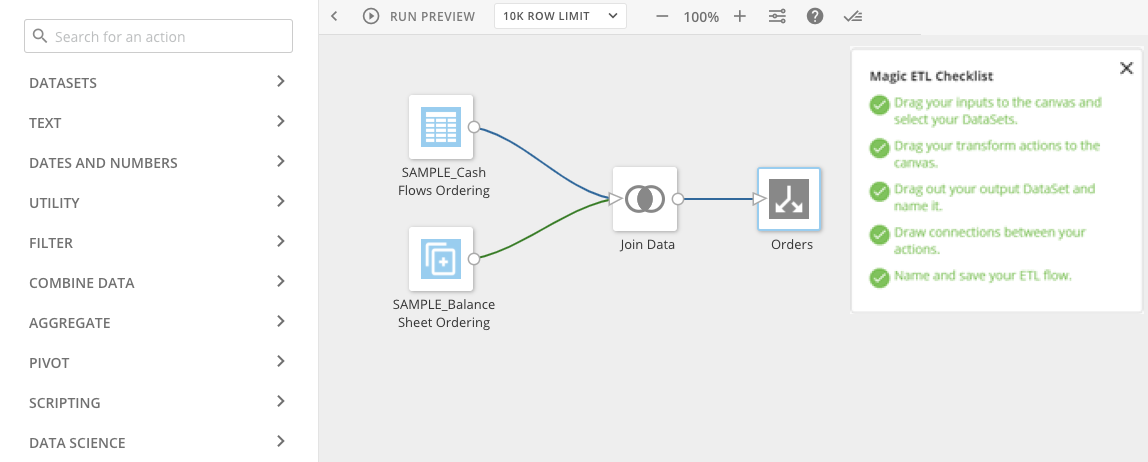 Search for an action
DATASETS
TEXT
DATES AND NUMBERS
UTILITY
FILTER
COMBINE DATA
AGGREGATE
PIVOT
SCRIPTING
DATA SCIENCE
RUN PREVIEW
10K ROW LIMIT
100%
SAMPLE_Cash
Flows Ordering
SAMPLE_Balance
Sheet Ordering
Join Data
Orders
Magic ETL Checklist
Drag your inputs to the canvas and
select your DataSets.
Drag your transform actions to the
canvas.
Drag out your output DataSet and
name it.
Draw connections between your
actions.
Name and save your ETL flow.